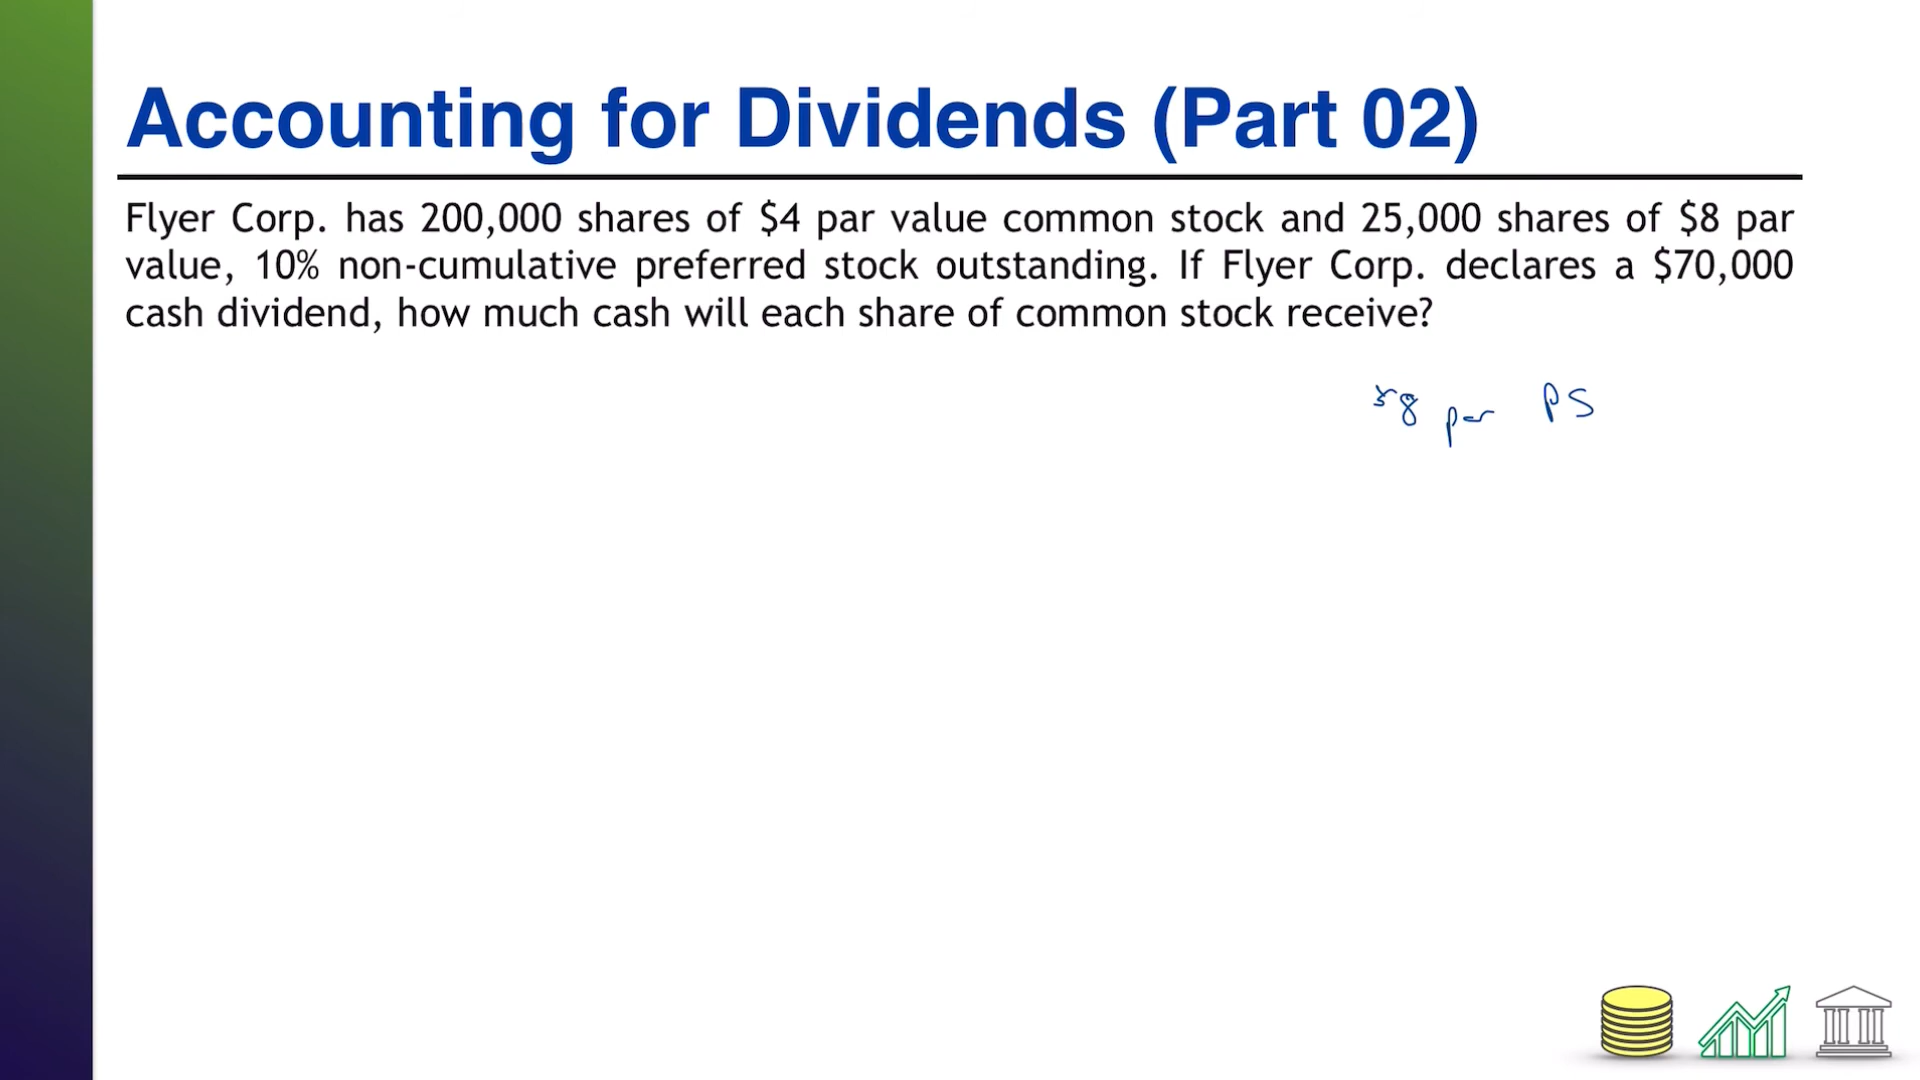 Accounting for Dividends (Part 02)
Flyer Corp. has 200,000 shares of $4 par value common stock and 25,000 shares of $8 par
value, 10% non-cumulative preferred stock outstanding. If Flyer Corp. declares a $70,000
cash dividend, how much cash will each share of common stock receive?
$8 par PS